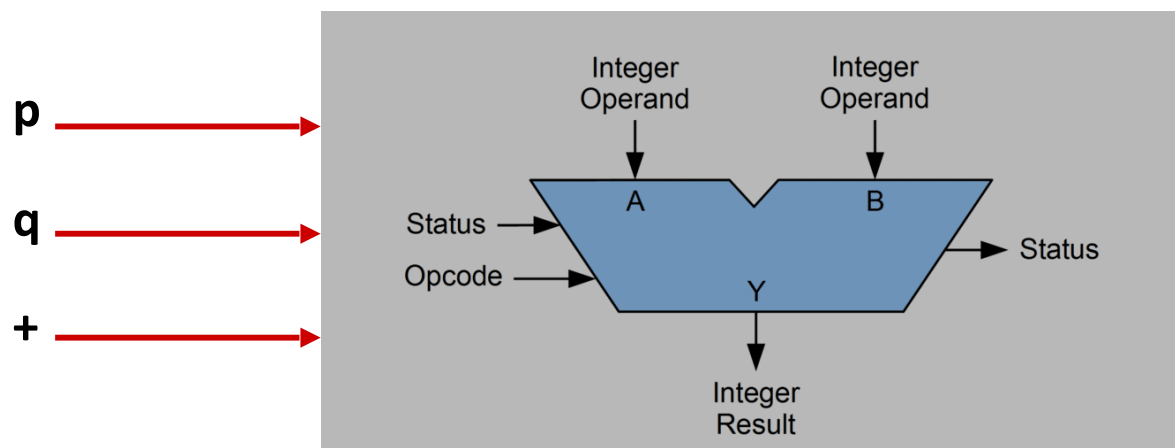 p
q
+
Integer
Operand
Integer
Operand
A
B
Status
Opcode
Status
Y
Integer
Result